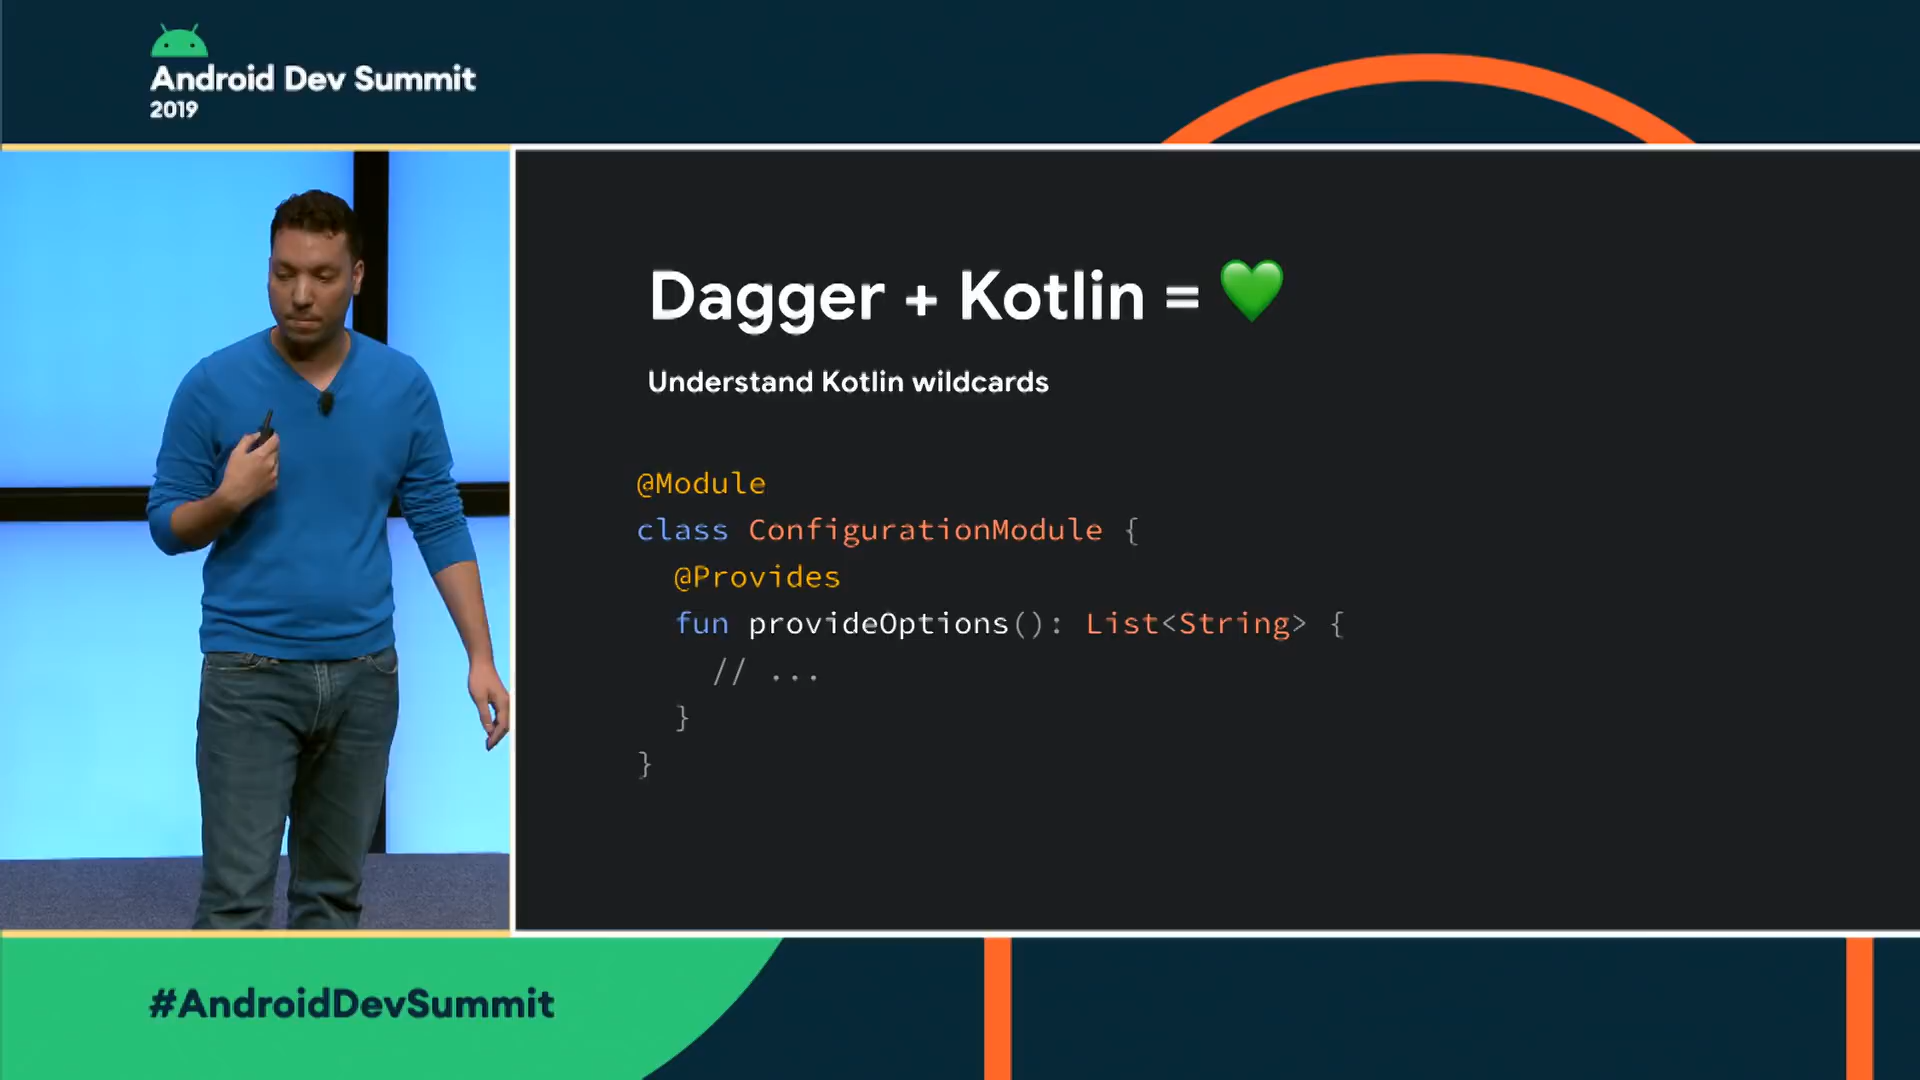 Android Dev Summit
2019
Dagger + Kotlin = 💚
Understand Kotlin wildcards
@Module
class ConfigurationModule {
  @Provides
  fun provideOptions(): List<String> {
    // ...
  }
}
#AndroidDevSummit